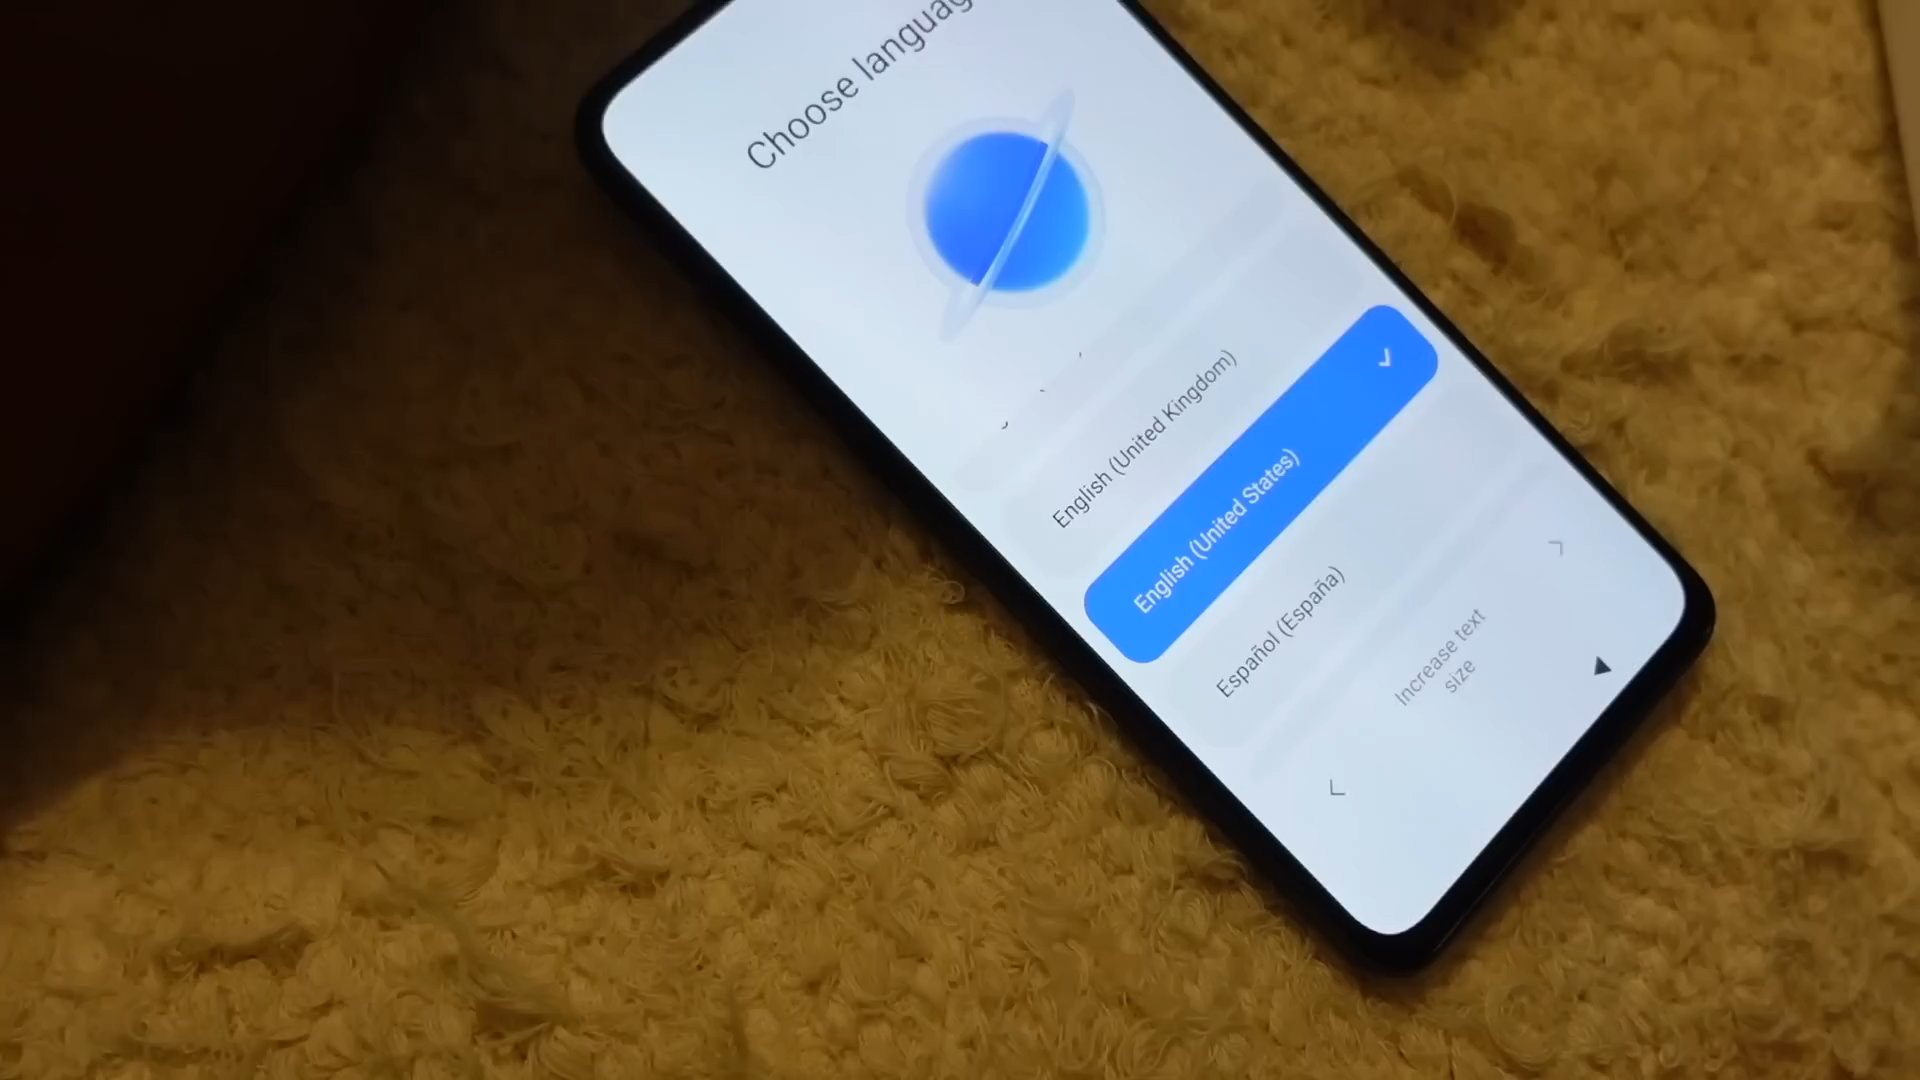 Choose languag
English (United Kingdom)
English (United States)
Español (España)
Increase text
size